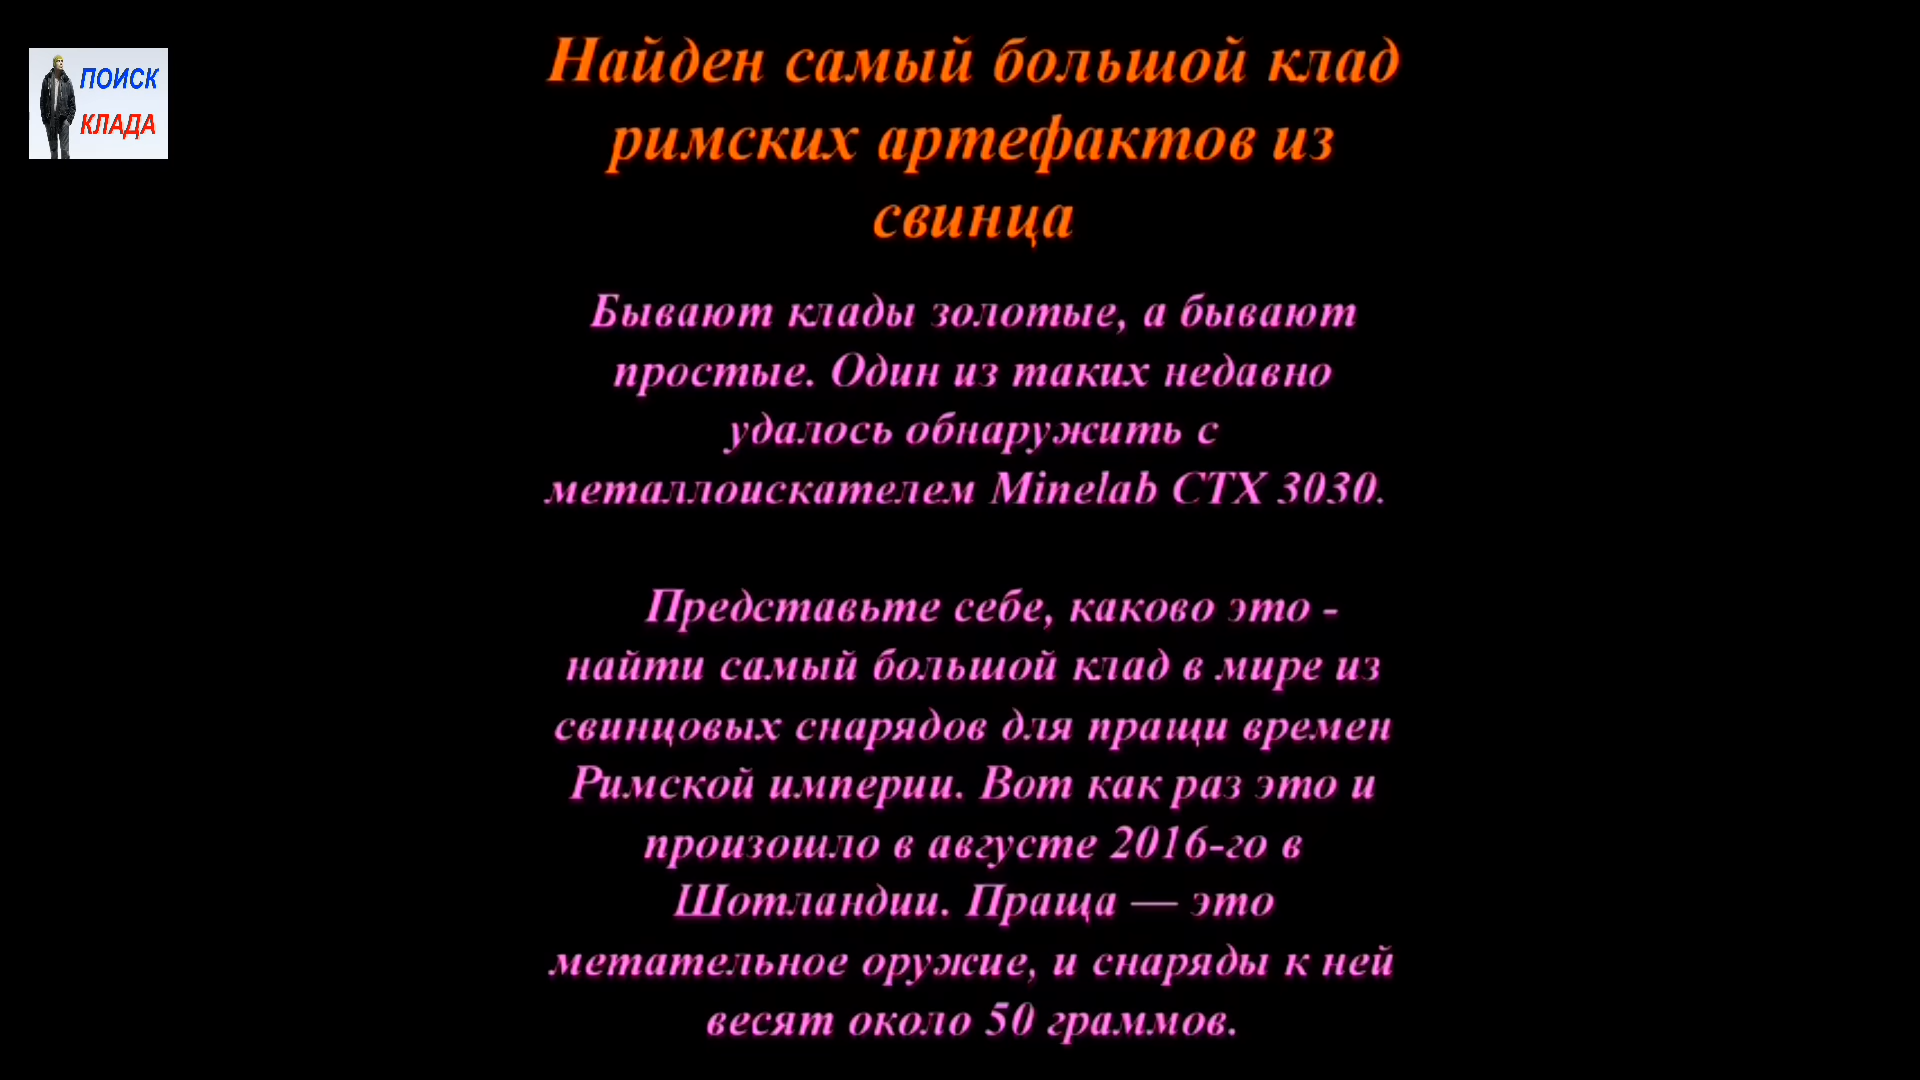 ПОИСК
КЛАДА
Найден самый большой клад
римских артефактов из
свинца
Бывают клады золотые, а бывают
простые. Один из таких недавно
удалось обнаружить с
металлоискателем Minelab CTX 3030.
Представьте себе, каково это -
найти самый большой клад в мире из
свинцовых снарядов для пращи времен
Римской империи. Вот как раз это и
произошло в августе 2016-го в
Шотландии. Праща — это
метательное оружие, и снаряды к ней
весят около 50 граммов.